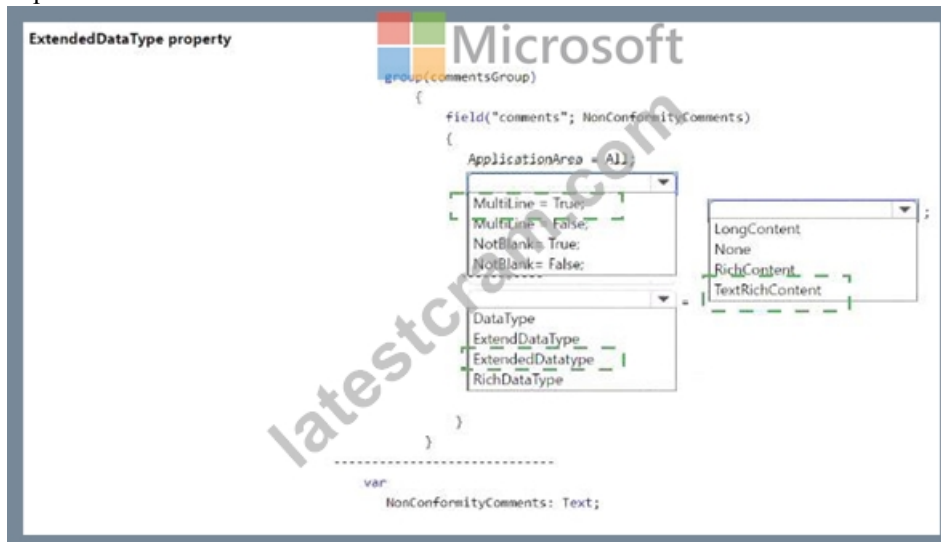 ExtendedDataType property
Microsoft
group(commentsGroup)
{
field("comments"; NonConformityComments)
{
ApplicationArea = All;
MultiLine = True;
MultiLine = False;
NotBlank= True;
NotBlank= False;
LongContent
None
RichContent
TextRichContent
;
=
DataType
ExtendDataType
ExtendedDatatype
RichDataType
}
}
var
NonConformityComments: Text;
latestcram.com